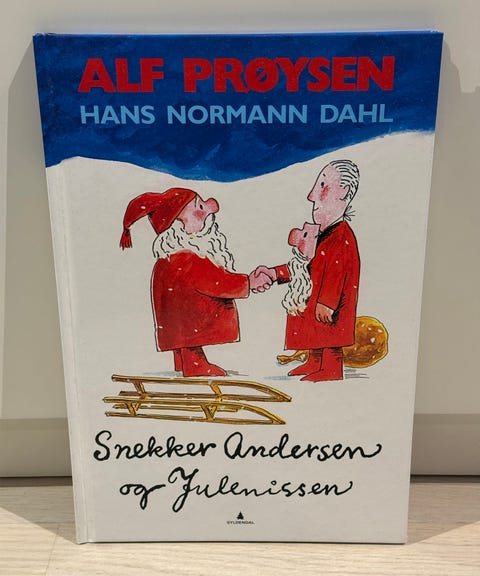 ALF PRØYSEN
HANS NORMANN DAHL
Snekker Andersen
og Julenissen
GYLDENDAL